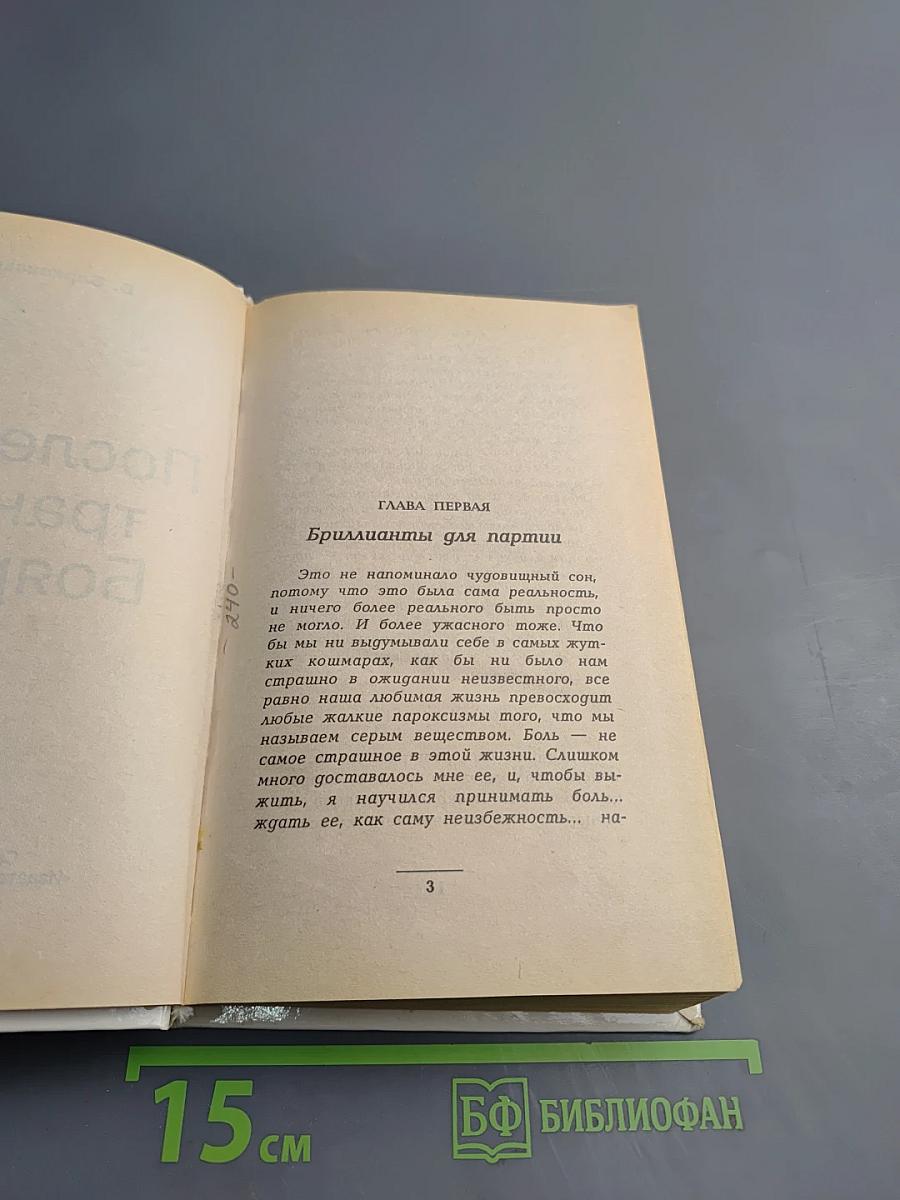 ГЛАВА ПЕРВАЯ
Бриллианты для партии
Это не напоминало чудовищный сон,
потому что это была сама реальность,
и ничего более реального быть просто
не могло. И более ужасного тоже. Что
бы мы ни выдумывали себе в самых жут-
ких кошмарах, как бы ни было нам
страшно в ожидании неизвестного, все
равно наша любимая жизнь превосходит
любые жалкие пароксизмы того, что мы
называем серым веществом. Боль — не
самое страшное в этой жизни. Слишком
много доставалось мне ее, и, чтобы вы-
жить, я научился принимать боль...
ждать ее, как саму неизбежность... на-
3
- 240 -
15 см
БФ БИБЛИОФАН